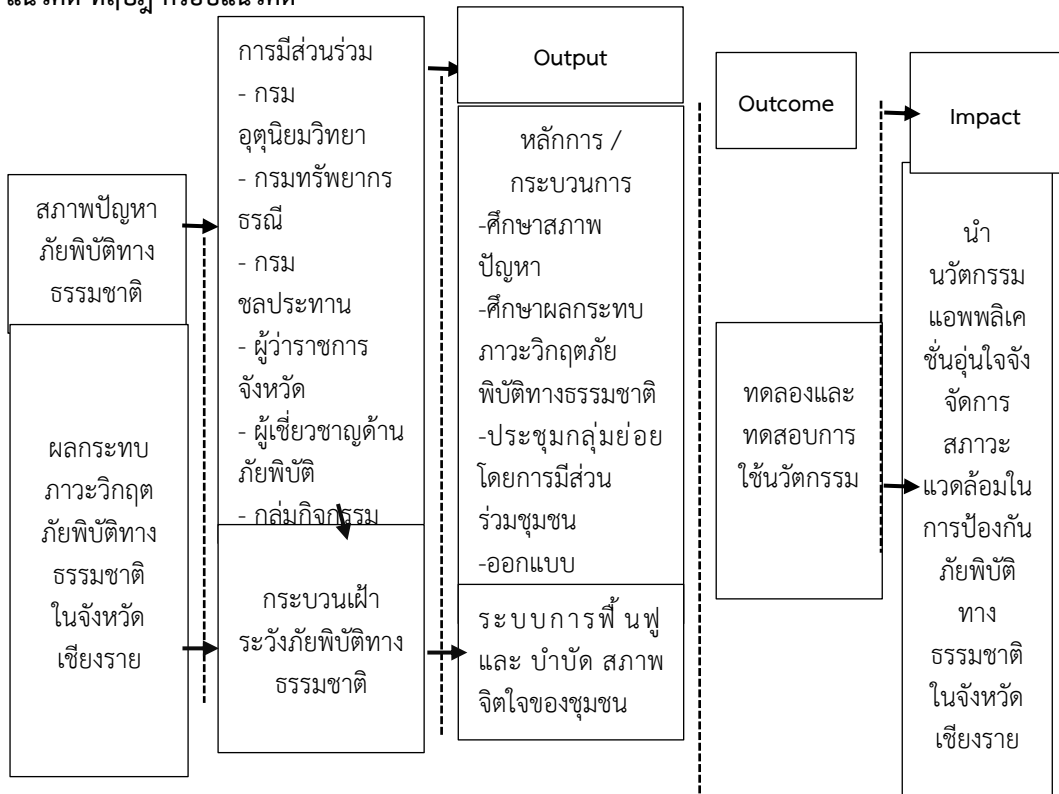 แนวคิด ทฤษฎี กรอบแนวคิด
สภาพปัญหา
ภัยพิบัติทาง
ธรรมชาติ
ผลกระทบ
ภาวะวิกฤต
ภัยพิบัติทาง
ธรรมชาติ
ในจังหวัด
เชียงราย
การมีส่วนร่วม
- กรม
อุตุนิยมวิทยา
- กรมทรัพยากร
ธรณี
- กรม
ชลประทาน
- ผู้ว่าราชการ
จังหวัด
- ผู้เชี่ยวชาญด้าน
ภัยพิบัติ
- กลุ่มกิจกรรม
กระบวนเฝ้า
ระวังภัยพิบัติทาง
ธรรมชาติ
Output
หลักการ /
กระบวนการ
-ศึกษาสภาพ
ปัญหา
-ศึกษาผลกระทบ
ภาวะวิกฤตภัย
พิบัติทางธรรมชาติ
-ประชุมกลุ่มย่อย
โดยการมีส่วน
ร่วมชุมชน
-ออกแบบ
ระบบการฟื้นฟู
และ บำบัด สภาพ
จิตใจของชุมชน
Outcome
ทดลองและ
ทดสอบการ
ใช้นวัตกรรม
Impact
นำ
นวัตกรรม
แอพพลิเค
ชั่นอุ่นใจจัง
จัดการ
สภาวะ
แวดล้อมใน
การป้องกัน
ภัยพิบัติ
ทาง
ธรรมชาติ
ในจังหวัด
เชียงราย